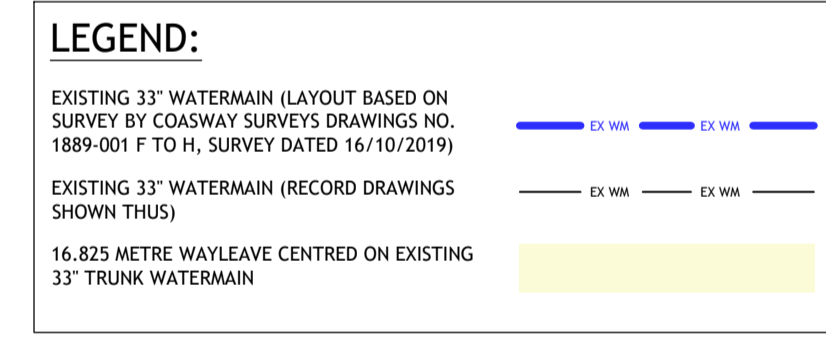 LEGEND:
EXISTING 33" WATERMAIN (LAYOUT BASED ON
SURVEY BY COASWAY SURVEYS DRAWINGS NO.
1889-001 F TO H, SURVEY DATED 16/10/2019)
EX WM EX WM
EXISTING 33" WATERMAIN (RECORD DRAWINGS
SHOWN THUS)
EX WM EX WM
16.825 METRE WAYLEAVE CENTRED ON EXISTING
33" TRUNK WATERMAIN